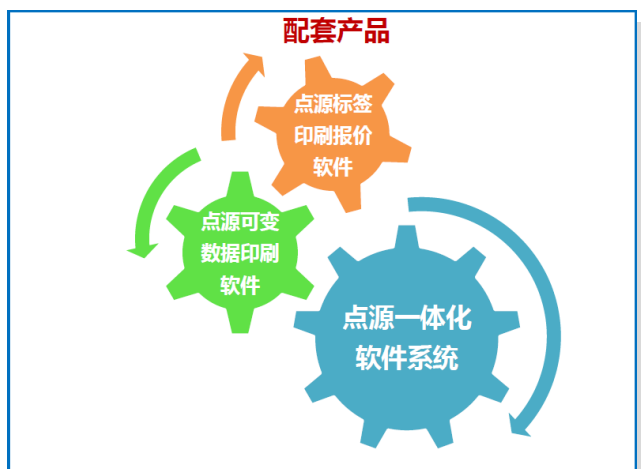 配套产品
点源标签
印刷报价
软件
点源可变
数据印刷
软件
点源一体化
软件系统